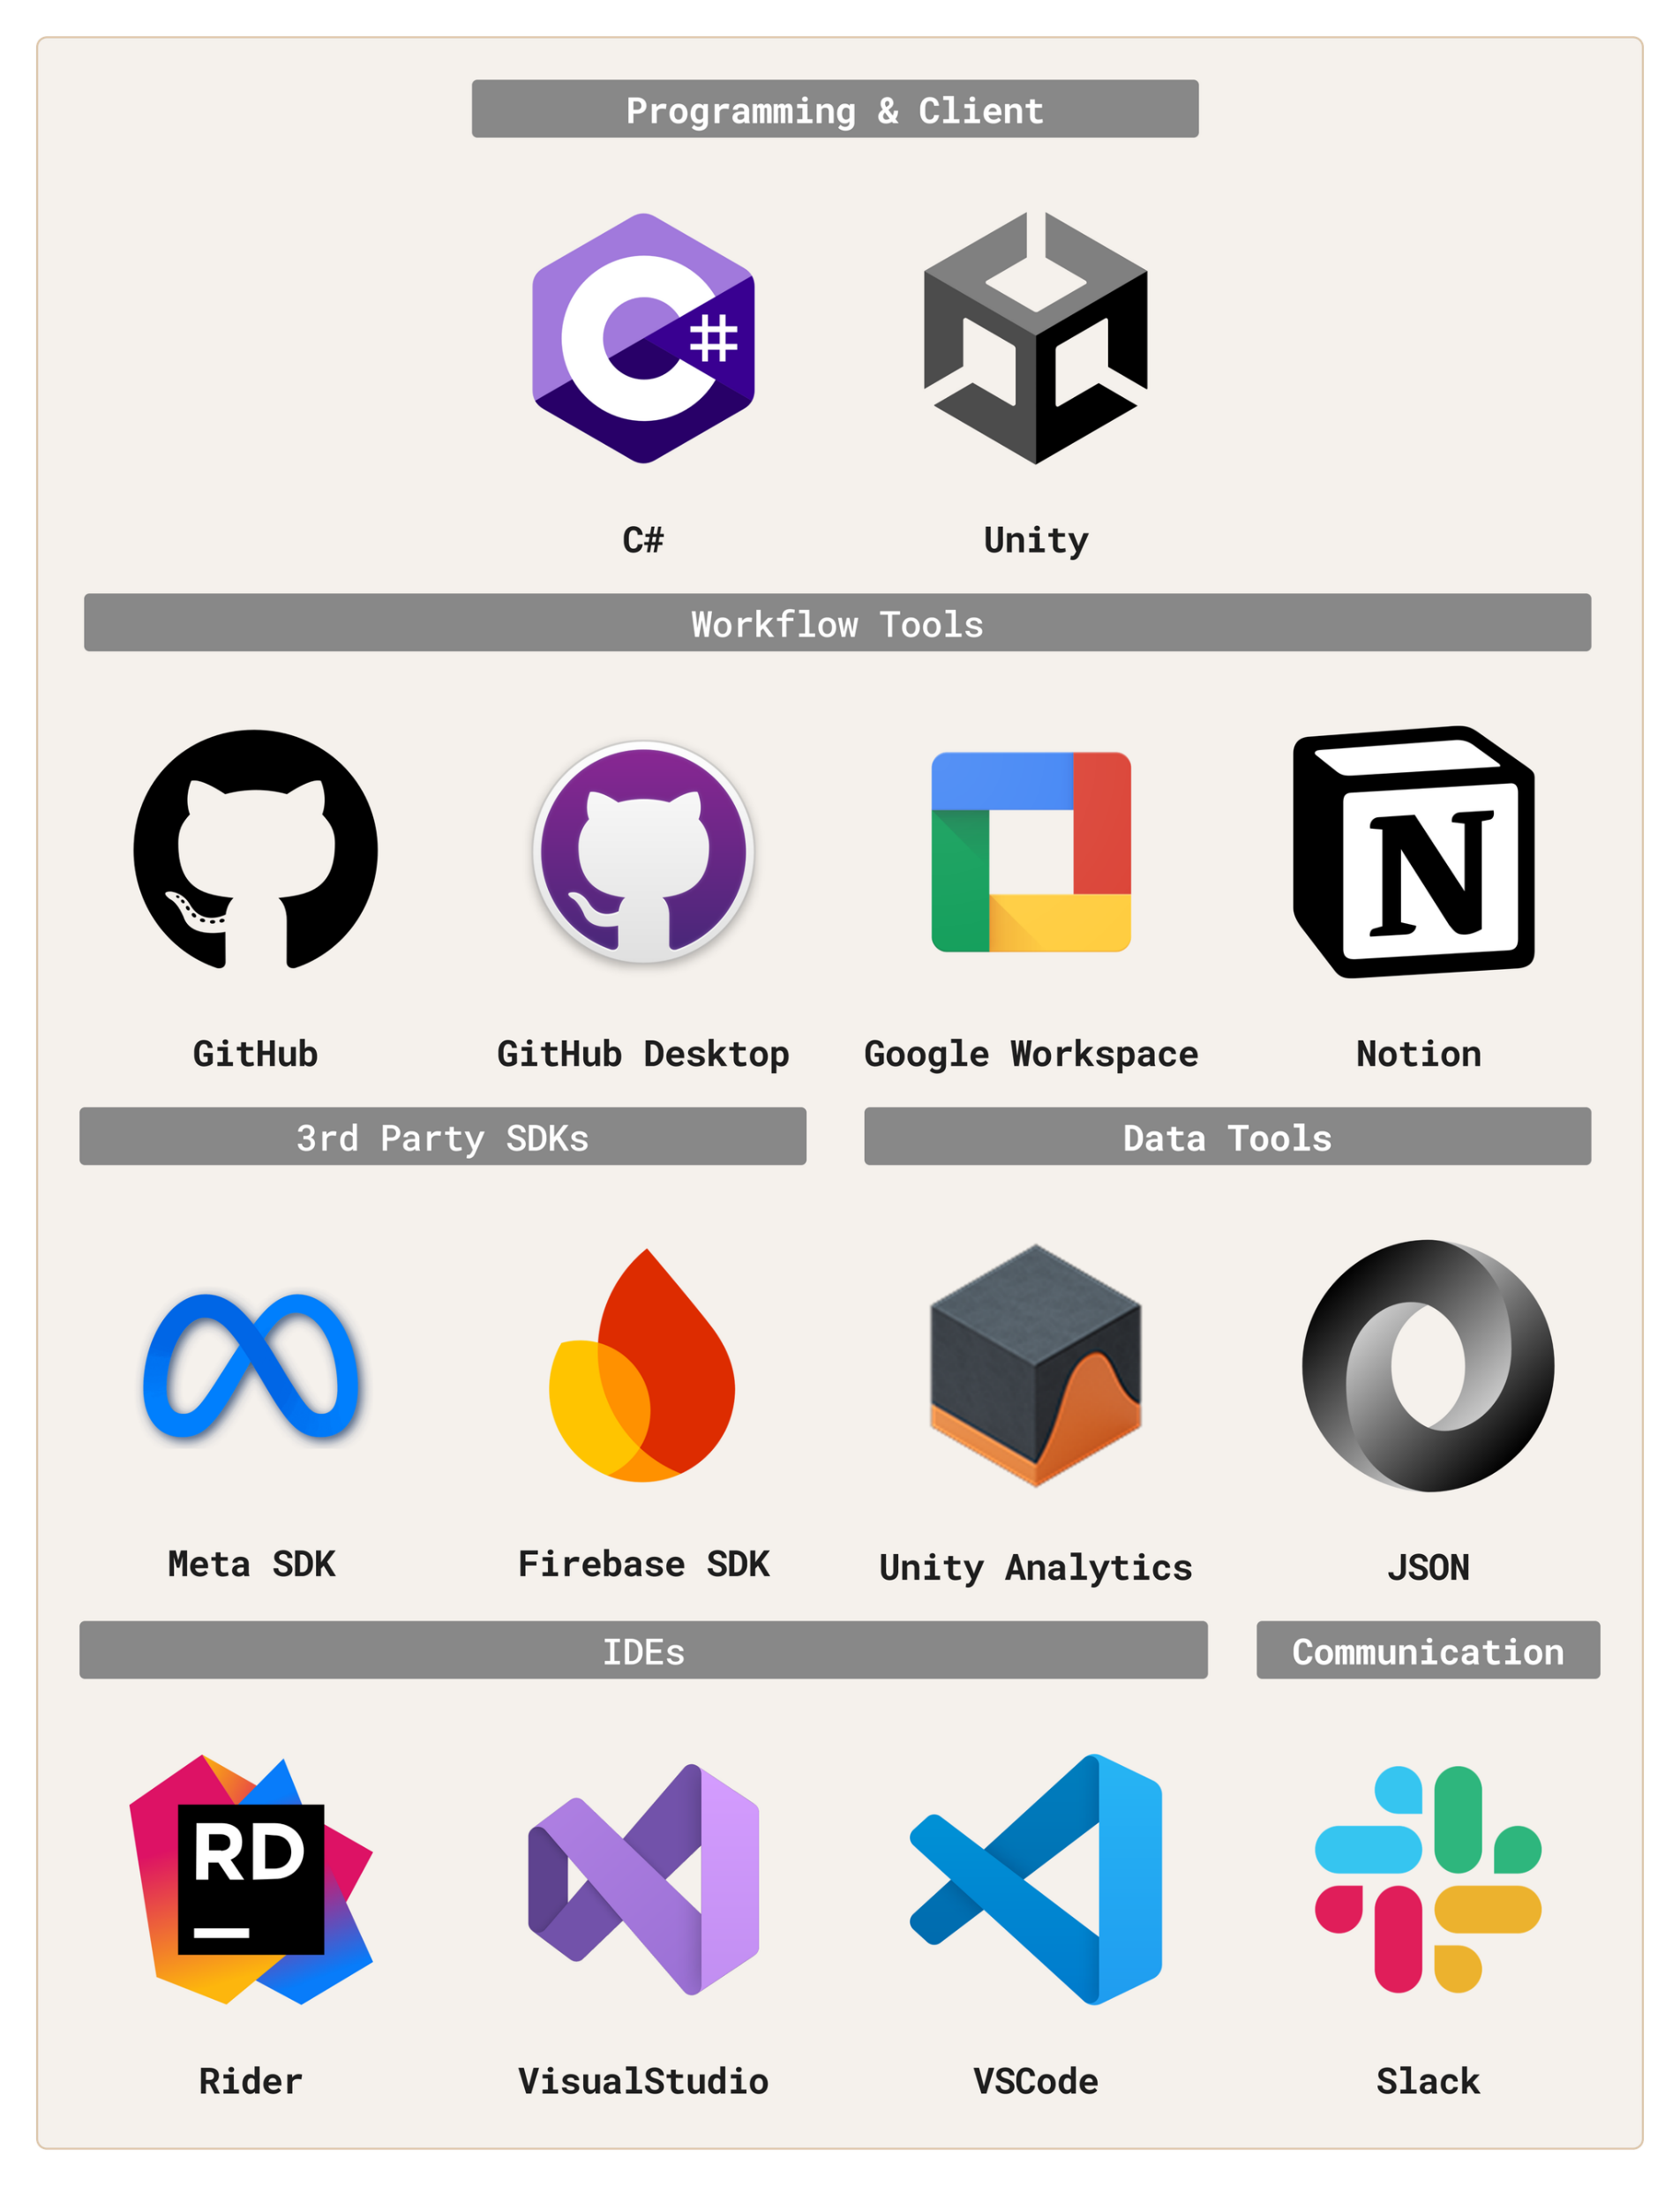 Programming & Client
C#
Unity
Workflow Tools
N
GitHub
GitHub Desktop
Google Workspace
Notion
3rd Party SDKs
Data Tools
Meta SDK
Firebase SDK
Unity Analytics
JSON
IDEs
Communication
RD
Rider
VisualStudio
VSCode
Slack